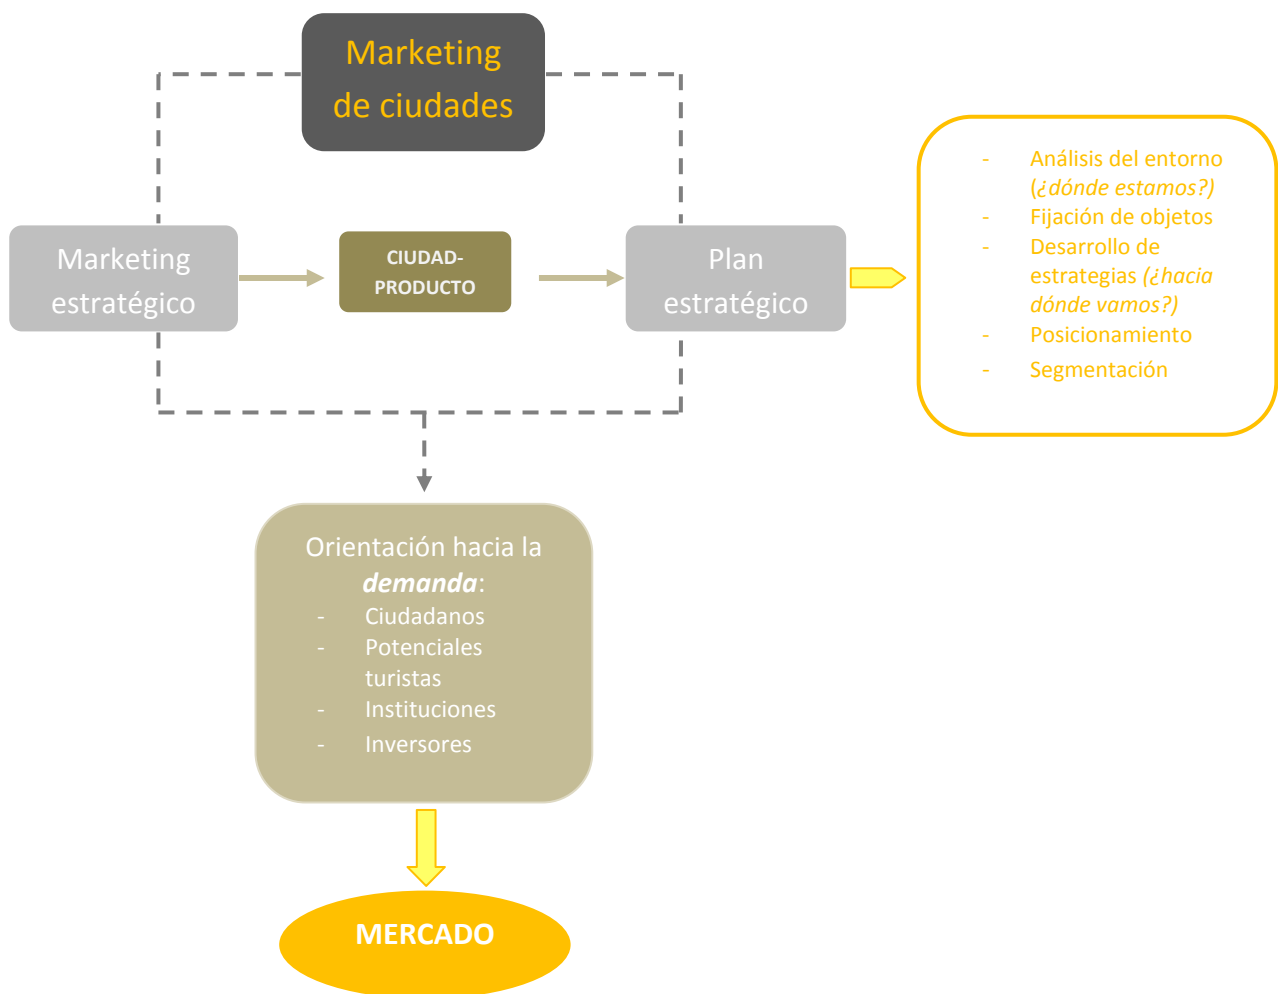 Marketing
de ciudades
Marketing
estratégico
CIUDAD-
PRODUCTO
Plan
estratégico
- Análisis del entorno
(¿dónde estamos?)
- Fijación de objetos
- Desarrollo de
estrategias (¿hacia
dónde vamos?)
- Posicionamiento
- Segmentación
Orientación hacia la
demanda:
- Ciudadanos
- Potenciales
turistas
- Instituciones
- Inversores
MERCADO